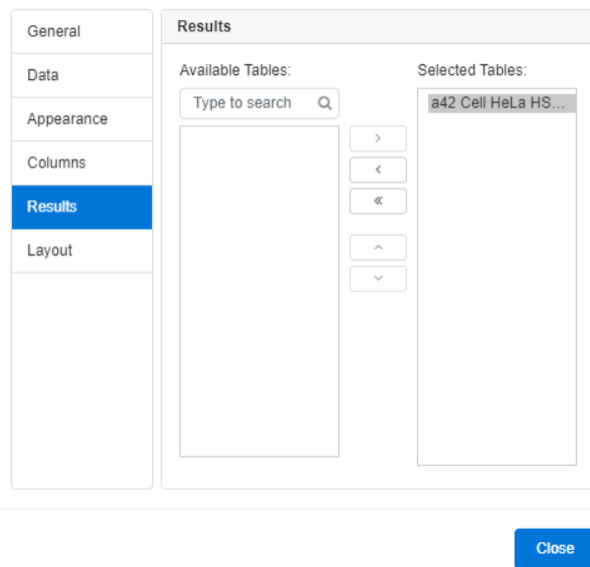 General
Data
Appearance
Columns
Results
Layout
Results
Available Tables:
Type to search
Selected Tables:
a42 Cell HeLa HS...
Close